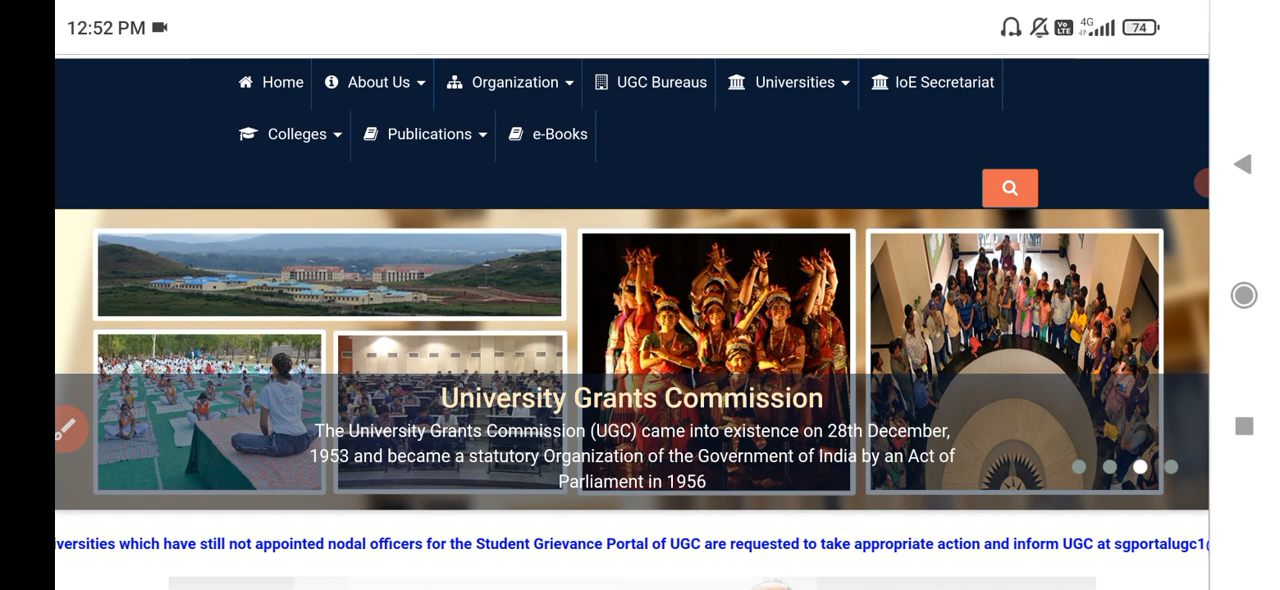 12:52 PM
4G
Vo
LTE
74
Home
About Us
Organization
UGC Bureaus
Universities
IoE Secretariat
Colleges
Publications
e-Books
University Grants Commission
The University Grants Commission (UGC) came into existence on 28th December,
1953 and became a statutory Organization of the Government of India by an Act of
Parliament in 1956
iversities which have still not appointed nodal officers for the Student Grievance Portal of UGC are requested to take appropriate action and inform UGC at sgportalugc1